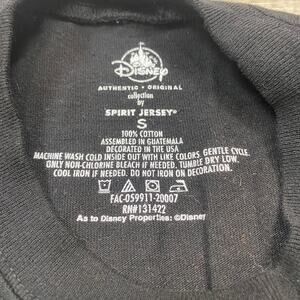 Disney
AUTHENTIC • ORIGINAL
collection
by
SPIRIT JERSEY®
S
100% COTTON
ASSEMBLED IN GUATEMALA
DECORATED IN THE USA
MACHINE WASH COLD INSIDE OUT WITH LIKE COLORS GENTLE CYCLE.
ONLY NON-CHLORINE BLEACH IF NEEDED. TUMBLE DRY LOW.
COOL IRON IF NEEDED. DO NOT IRON ON DECORATION.
FAC-059911-20007
RN#131422
As to Disney Properties: ©Disney